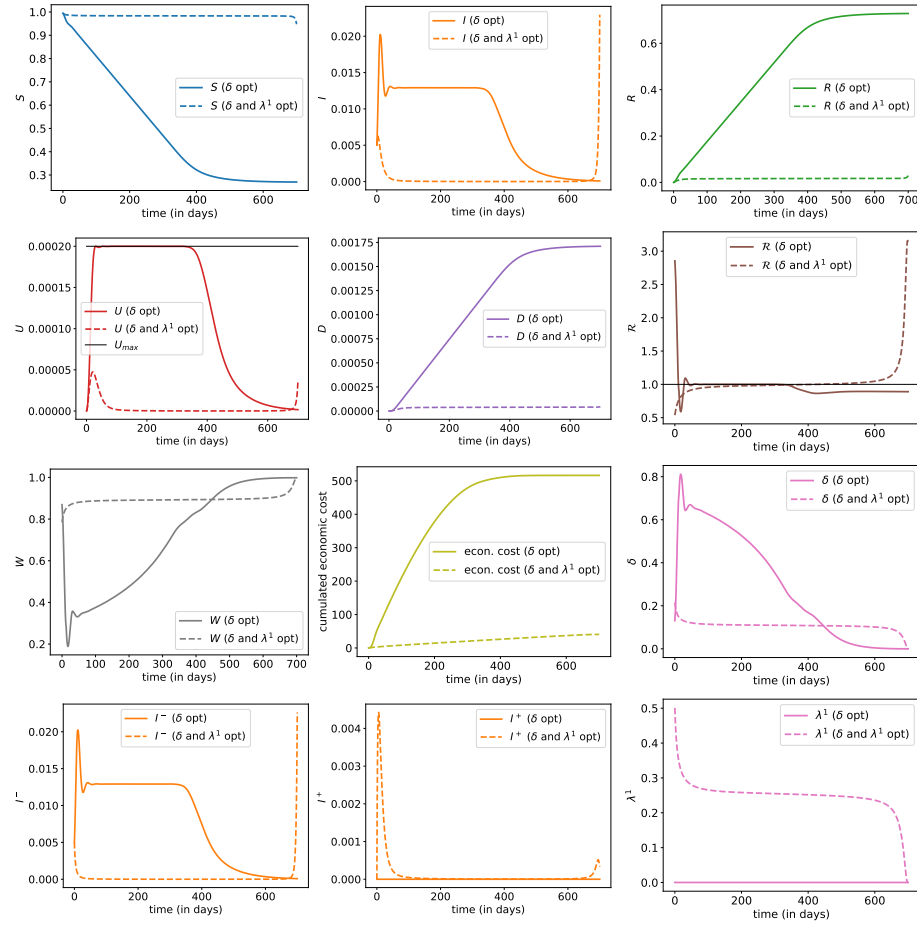 1.0
0.9
0.8
0.7
0.6
0.5
0.4
0.3
S
S (δ opt)
S (δ and λ¹ opt)
0 200 400 600
time (in days)
0.020
0.015
0.010
0.005
0.000
I
I (δ opt)
I (δ and λ¹ opt)
0 200 400 600
time (in days)
0.6
0.4
0.2
0.0
R
R (δ opt)
R (δ and λ¹ opt)
0 100 200 300 400 500 600 700
time (in days)
0.00020
0.00015
0.00010
0.00005
0.00000
U
U (δ opt)
U (δ and λ¹ opt)
Uₘₐₓ
0 200 400 600
time (in days)
0.00175
0.00150
0.00125
0.00100
0.00075
0.00050
0.00025
0.00000
D
D (δ opt)
D (δ and λ¹ opt)
0 200 400 600
time (in days)
3.0
2.5
2.0
1.5
1.0
0.5
ℛ
ℛ (δ opt)
ℛ (δ and λ¹ opt)
0 200 400 600
time (in days)
1.0
0.8
0.6
0.4
0.2
W
W (δ opt)
W (δ and λ¹ opt)
0 100 200 300 400 500 600 700
time (in days)
500
400
300
200
100
0
cumulated economic cost
econ. cost (δ opt)
econ. cost (δ and λ¹ opt)
0 200 400 600
time (in days)
0.8
0.6
0.4
0.2
0.0
δ
δ (δ opt)
δ (δ and λ¹ opt)
0 200 400 600
time (in days)
0.020
0.015
0.010
0.005
0.000
I⁻
I⁻ (δ opt)
I⁻ (δ and λ¹ opt)
0 200 400 600
time (in days)
0.004
0.003
0.002
0.001
0.000
I⁺
I⁺ (δ opt)
I⁺ (δ and λ¹ opt)
0 200 400 600
time (in days)
0.5
0.4
0.3
0.2
0.1
0.0
λ¹
λ¹ (δ opt)
λ¹ (δ and λ¹ opt)
0 200 400 600
time (in days)